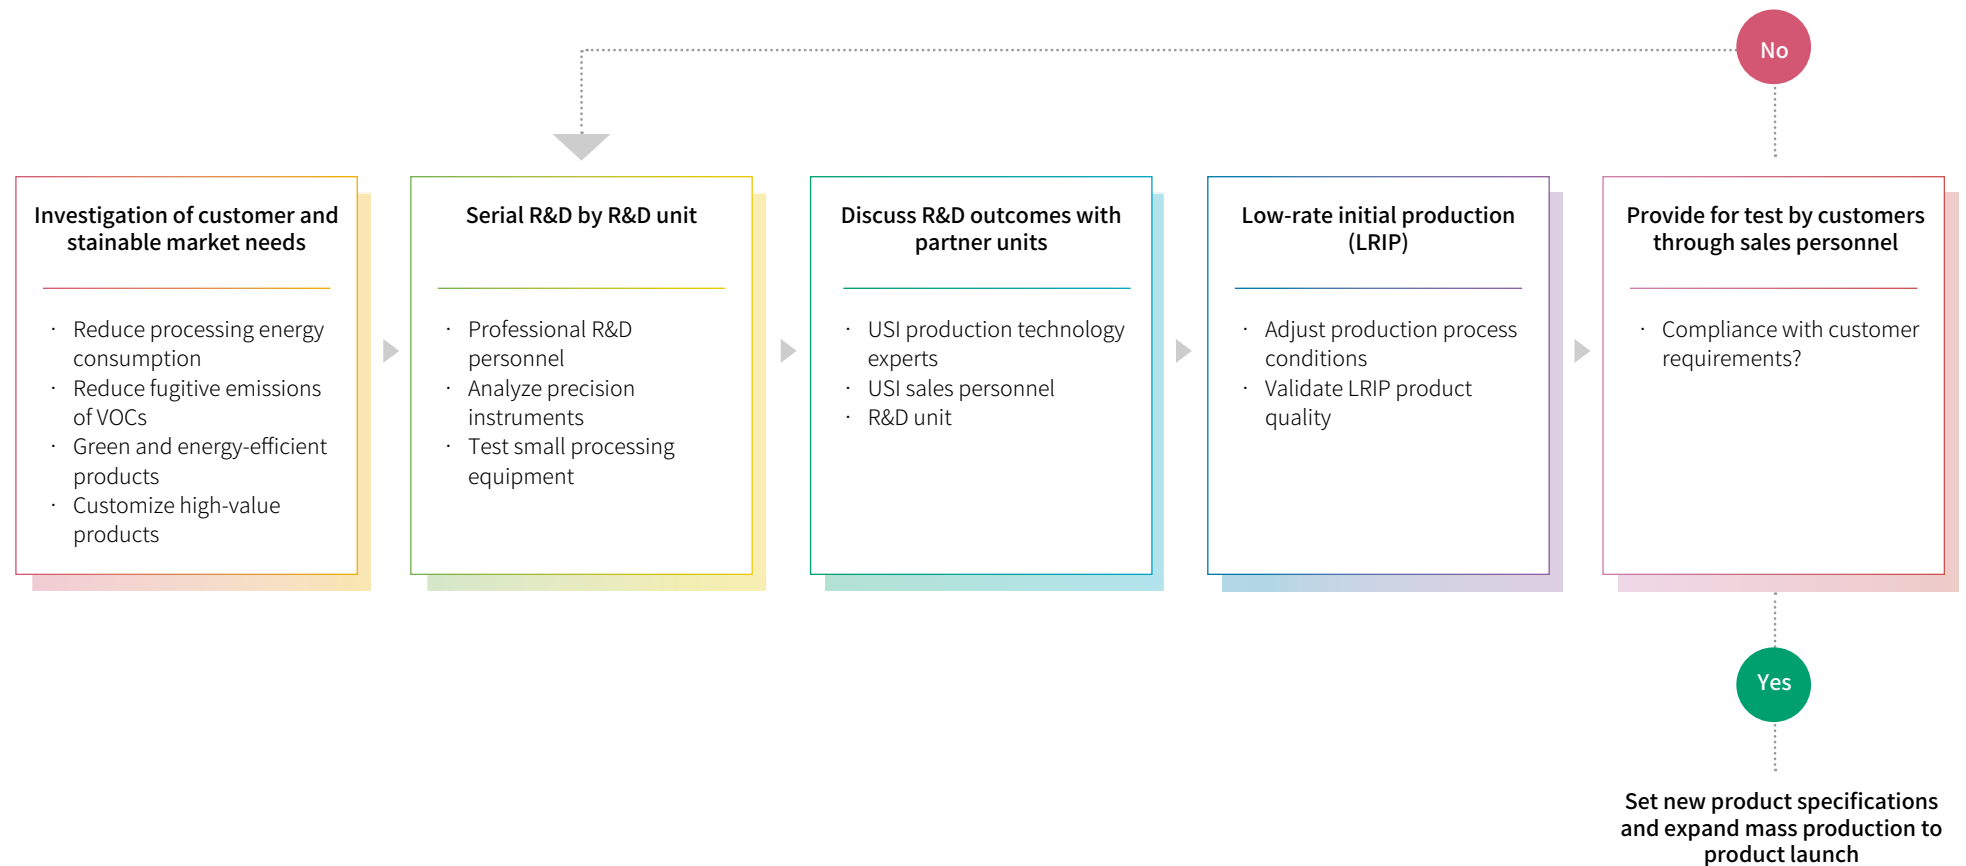 No
Investigation of customer and
stainable market needs
· Reduce processing energy
consumption
· Reduce fugitive emissions
of VOCs
· Green and energy-efficient
products
· Customize high-value
products
Serial R&D by R&D unit
· Professional R&D
personnel
· Analyze precision
instruments
· Test small processing
equipment
Discuss R&D outcomes with
partner units
· USI production technology
experts
· USI sales personnel
· R&D unit
Low-rate initial production
(LRIP)
· Adjust production process
conditions
· Validate LRIP product
quality
Provide for test by customers
through sales personnel
· Compliance with customer
requirements?
Yes
Set new product specifications
and expand mass production to
product launch